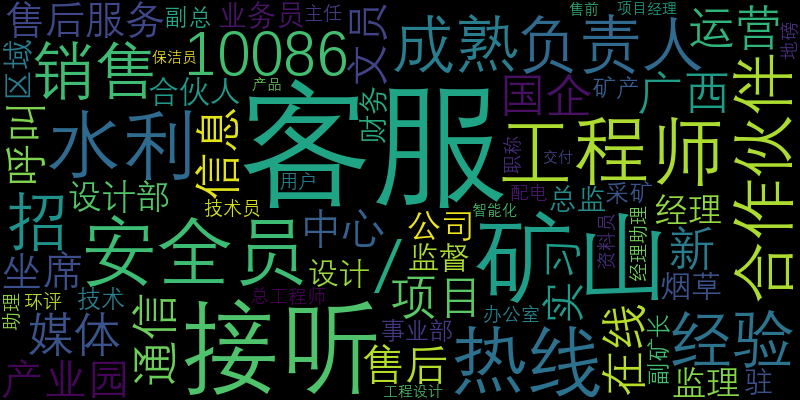 售后服务
副总
业务员
主任
文员
售前
项目经理
区域
销售
保洁员
10086
成熟
负责人
运营
地磅
合伙人
产品
财务
国企
矿产
广西
合作伙伴
呼叫
水利
信息
客服
工程师
职称
交付
用户
配电
设计部
技术员
中心
公司
智能化
总监
采矿
资料员
经理助理
经理
招
安全员
/
监督
矿山
实习
新
坐席
设计
烟草
助理
环评
技术
通信
总工程师
项目
办公室
在线
副矿长
媒体
接听
事业部
热线
经验
产业园
售后
工程设计
监理
驻